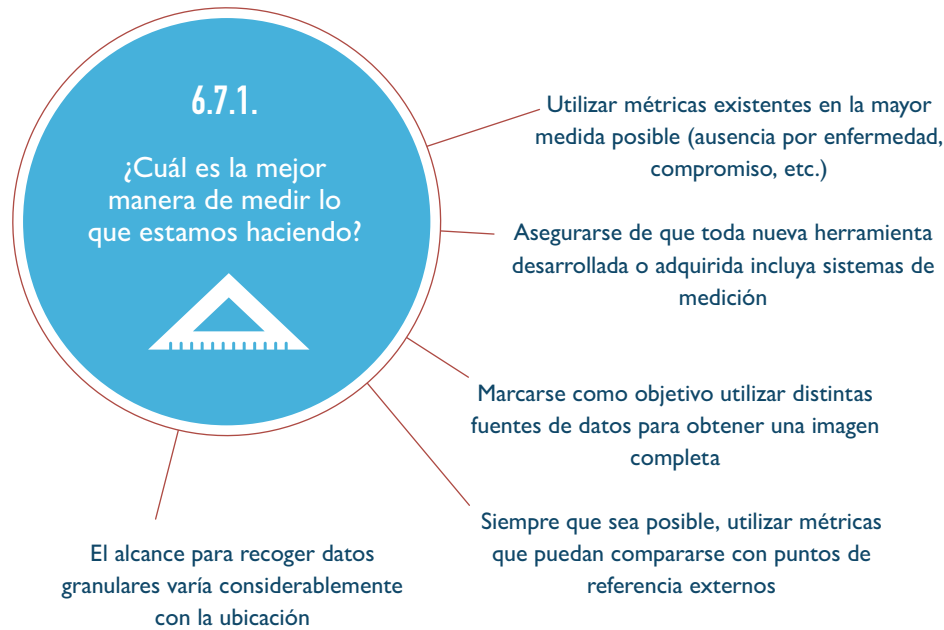 6.7.1.
¿Cuál es la mejor
manera de medir lo
que estamos haciendo?
Utilizar métricas existentes en la mayor
medida posible (ausencia por enfermedad,
compromiso, etc.)
Asegurarse de que toda nueva herramienta
desarrollada o adquirida incluya sistemas de
medición
Marcarse como objetivo utilizar distintas
fuentes de datos para obtener una imagen
completa
Siempre que sea posible, utilizar métricas
que puedan compararse con puntos de
referencia externos
El alcance para recoger datos
granulares varía considerablemente
con la ubicación